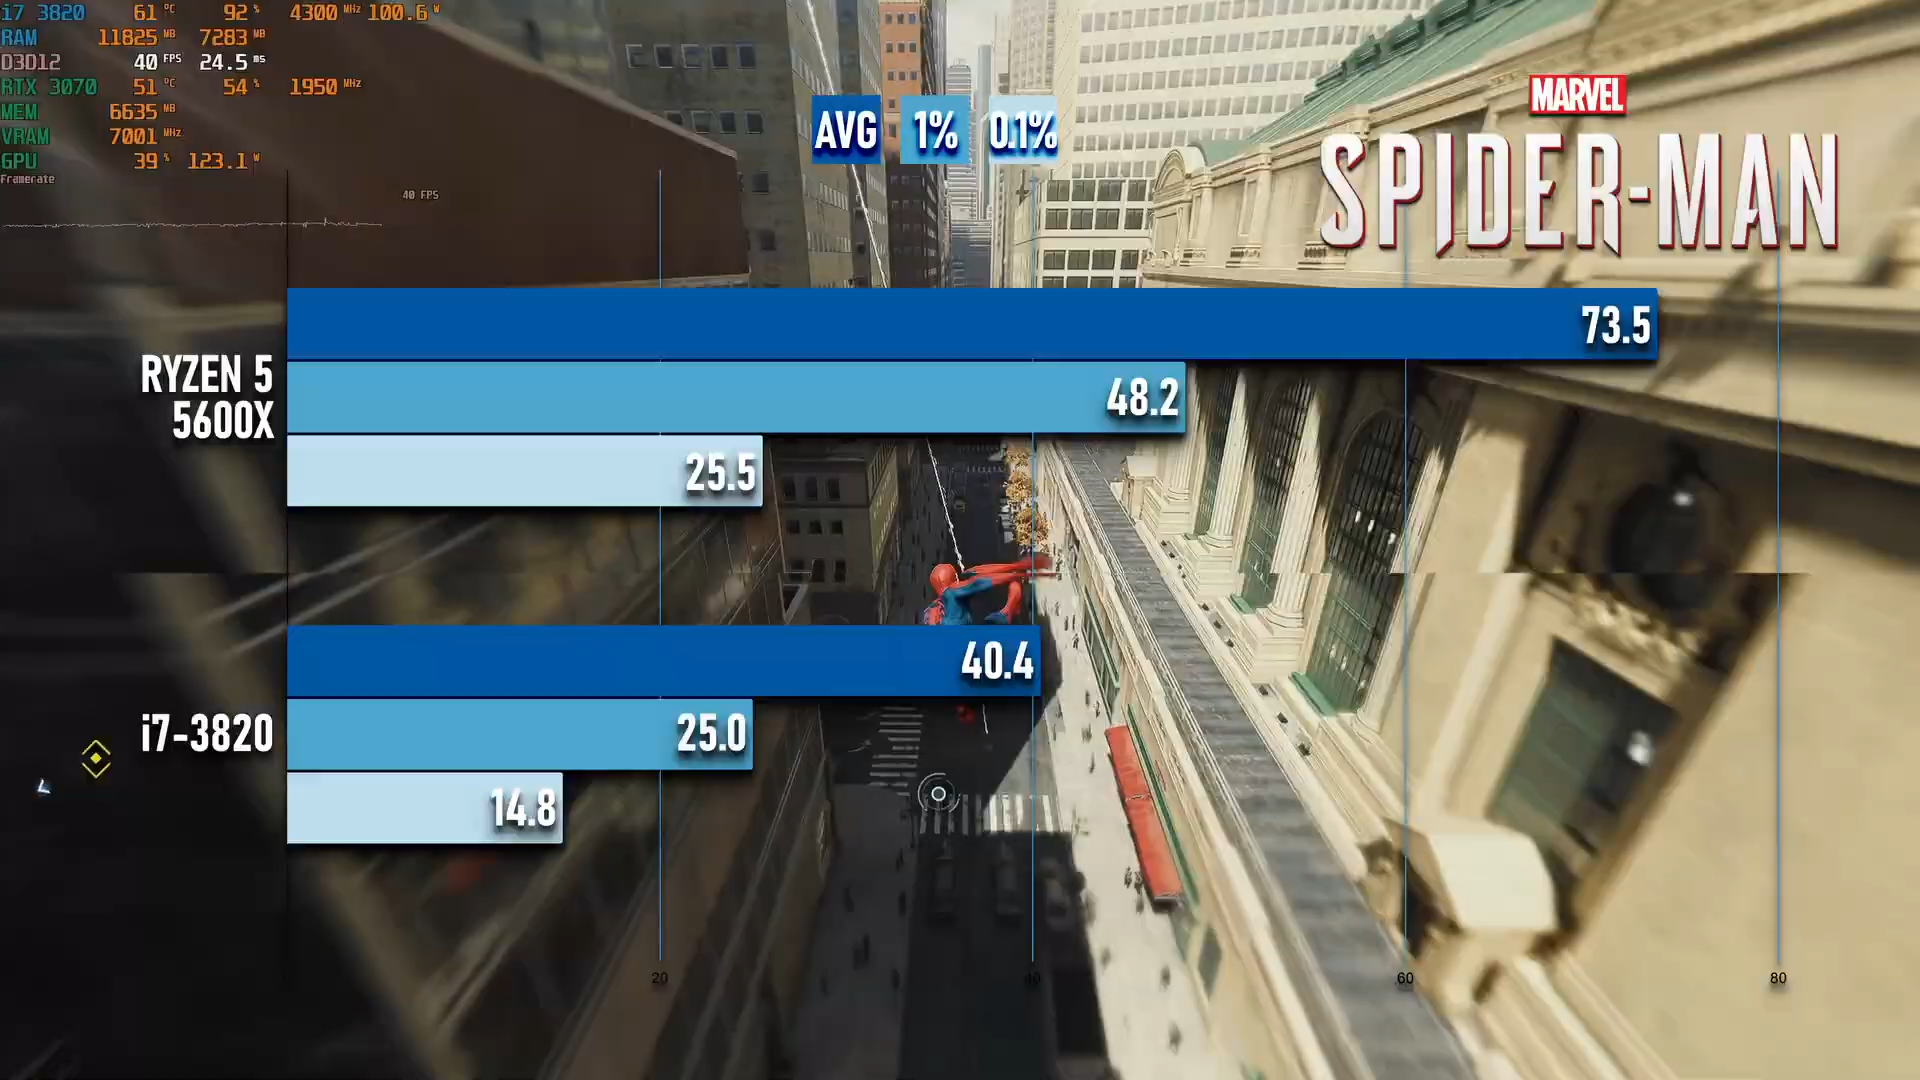 i7 3820 61 °C 92 % 4300 MHz 100.6 W
RAM 11825 MB 7283 MB
D3D12 40 FPS 24.5 ms
RTX 3070 51 °C 54 % 1950 MHz
MEM 6635 MB
VRAM 7001 MHz
GPU 39 % 123.1 W
Framerate
40 FPS
AVG 1% 0.1%
MARVEL
SPIDER-MAN
RYZEN 5
5600X
73.5
48.2
25.5
i7-3820
40.4
25.0
14.8
20 40 60 80